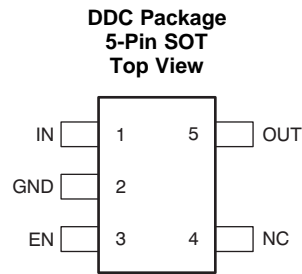 DDC Package
5-Pin SOT
Top View
IN 1 5 OUT
GND 2
EN 3 4 NC